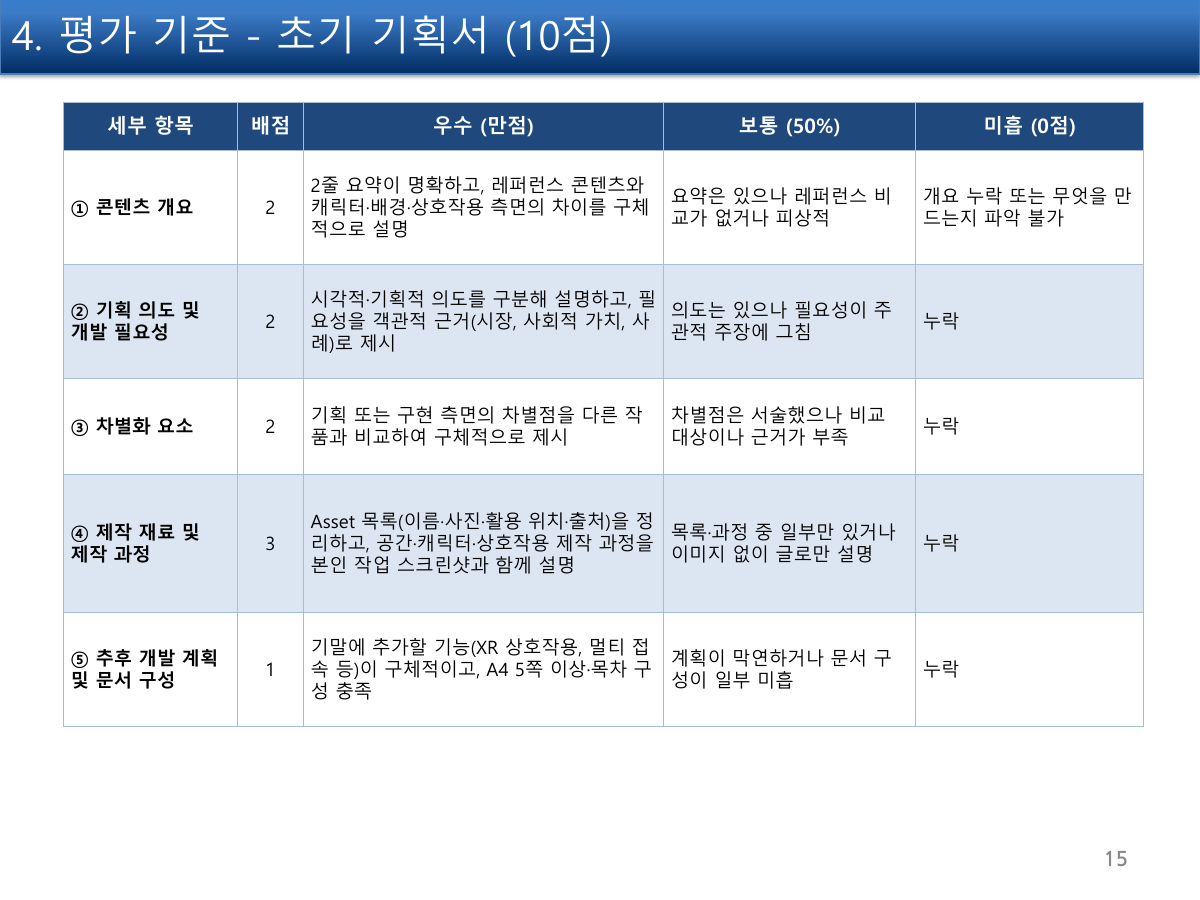 4. 평가 기준 - 초기 기획서 (10점)
세부 항목
배점
우수 (만점)
보통 (50%)
미흡 (0점)
① 콘텐츠 개요
2
2줄 요약이 명확하고, 레퍼런스 콘텐츠와
캐릭터·배경·상호작용 측면의 차이를 구체
적으로 설명
요약은 있으나 레퍼런스 비
교가 없거나 피상적
개요 누락 또는 무엇을 만
드는지 파악 불가
② 기획 의도 및
개발 필요성
2
시각적·기획적 의도를 구분해 설명하고, 필
요성을 객관적 근거(시장, 사회적 가치, 사
례)로 제시
의도는 있으나 필요성이 주
관적 주장에 그침
누락
③ 차별화 요소
2
기획 또는 구현 측면의 차별점을 다른 작
품과 비교하여 구체적으로 제시
차별점은 서술했으나 비교
대상이나 근거가 부족
누락
④ 제작 재료 및
제작 과정
3
Asset 목록(이름·사진·활용 위치·출처)을 정
리하고, 공간·캐릭터·상호작용 제작 과정을
본인 작업 스크린샷과 함께 설명
목록·과정 중 일부만 있거나
이미지 없이 글로만 설명
누락
⑤ 추후 개발 계획
및 문서 구성
1
기말에 추가할 기능(XR 상호작용, 멀티 접
속 등)이 구체적이고, A4 5쪽 이상·목차 구
성 충족
계획이 막연하거나 문서 구
성이 일부 미흡
누락
15